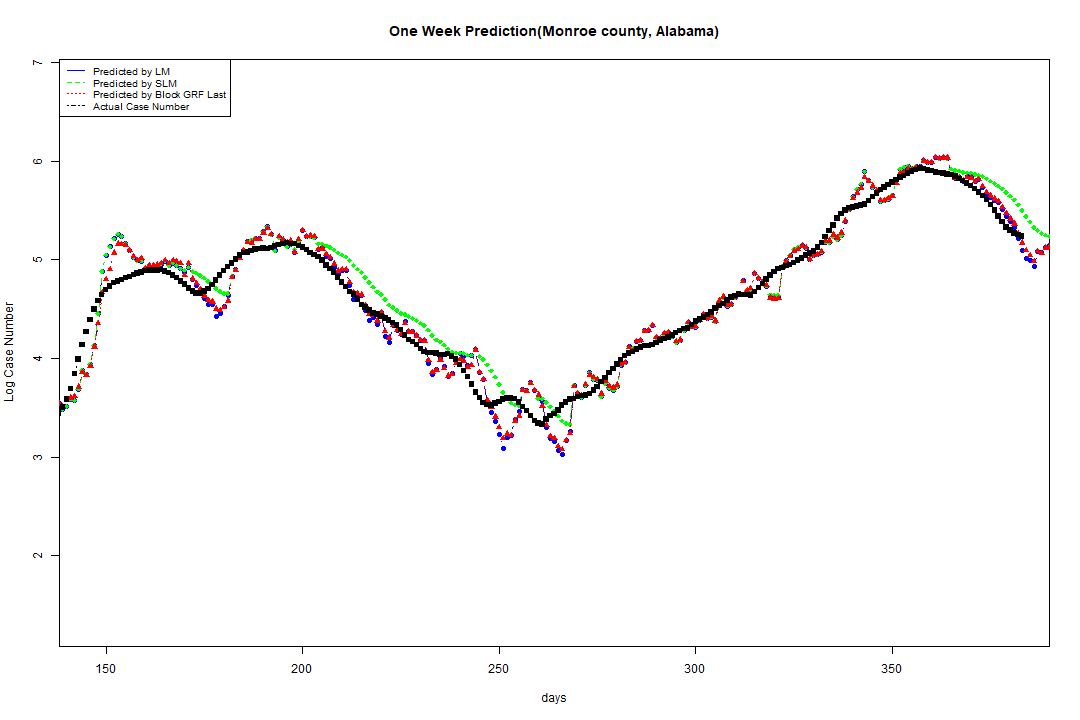 One Week Prediction(Monroe county, Alabama)
7
Predicted by LM
Predicted by SLM
Predicted by Block GRF Last
Actual Case Number
6
5
4
3
2
Log Case Number
150 200 250 300 350
days